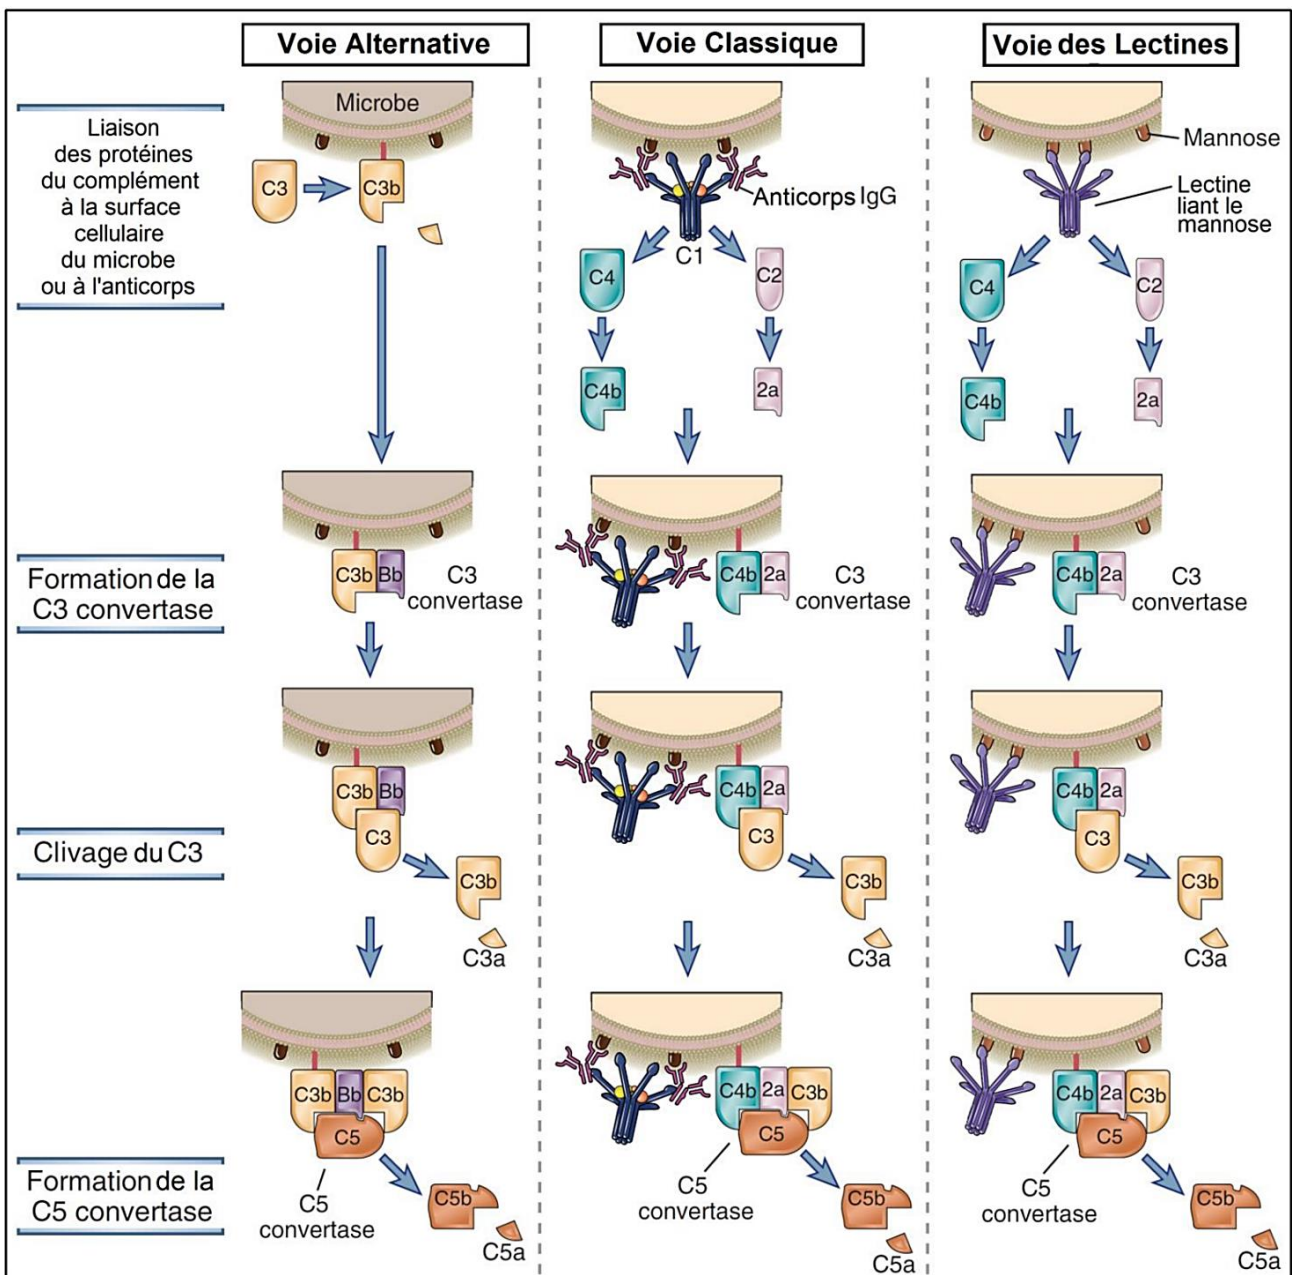 Voie Alternative
Voie Classique
Voie des Lectines
Liaison
des protéines
du complément
à la surface
cellulaire
du microbe
ou à l'anticorps
Microbe
C3
C3b
Anticorps IgG
C1
C4
C2
C4b
2a
Mannose
Lectine
liant le
mannose
C4
C2
C4b
2a
Formation de la
C3 convertase
C3b
Bb
C3
convertase
C4b
2a
C3
convertase
C4b
2a
C3
convertase
Clivage du C3
C3b
Bb
C3
C3b
C3a
C4b
2a
C3
C3b
C3a
C4b
2a
C3
C3b
C3a
Formation de la
C5 convertase
C3b
Bb
C3b
C5
C5
convertase
C5b
C5a
C4b
2a
C3b
C5
C5
convertase
C5b
C5a
C4b
2a
C3b
C5
C5
convertase
C5b
C5a